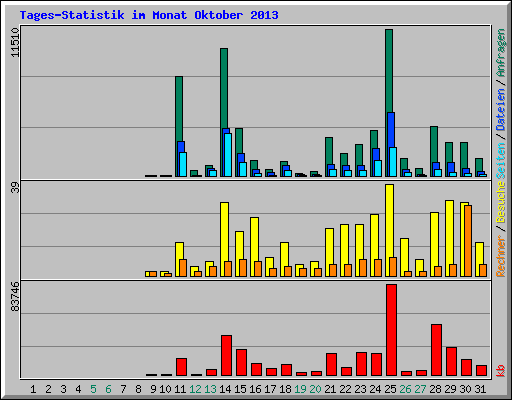 Tages-Statistik im Monat Oktober 2013
11510
Rechner / Besuche Seiten / Dateien / Anfragen
39
83746
kb
1 2 3 4 5 6 7 8 9 10 11 12 13 14 15 16 17 18 19 20 21 22 23 24 25 26 27 28 29 30 31